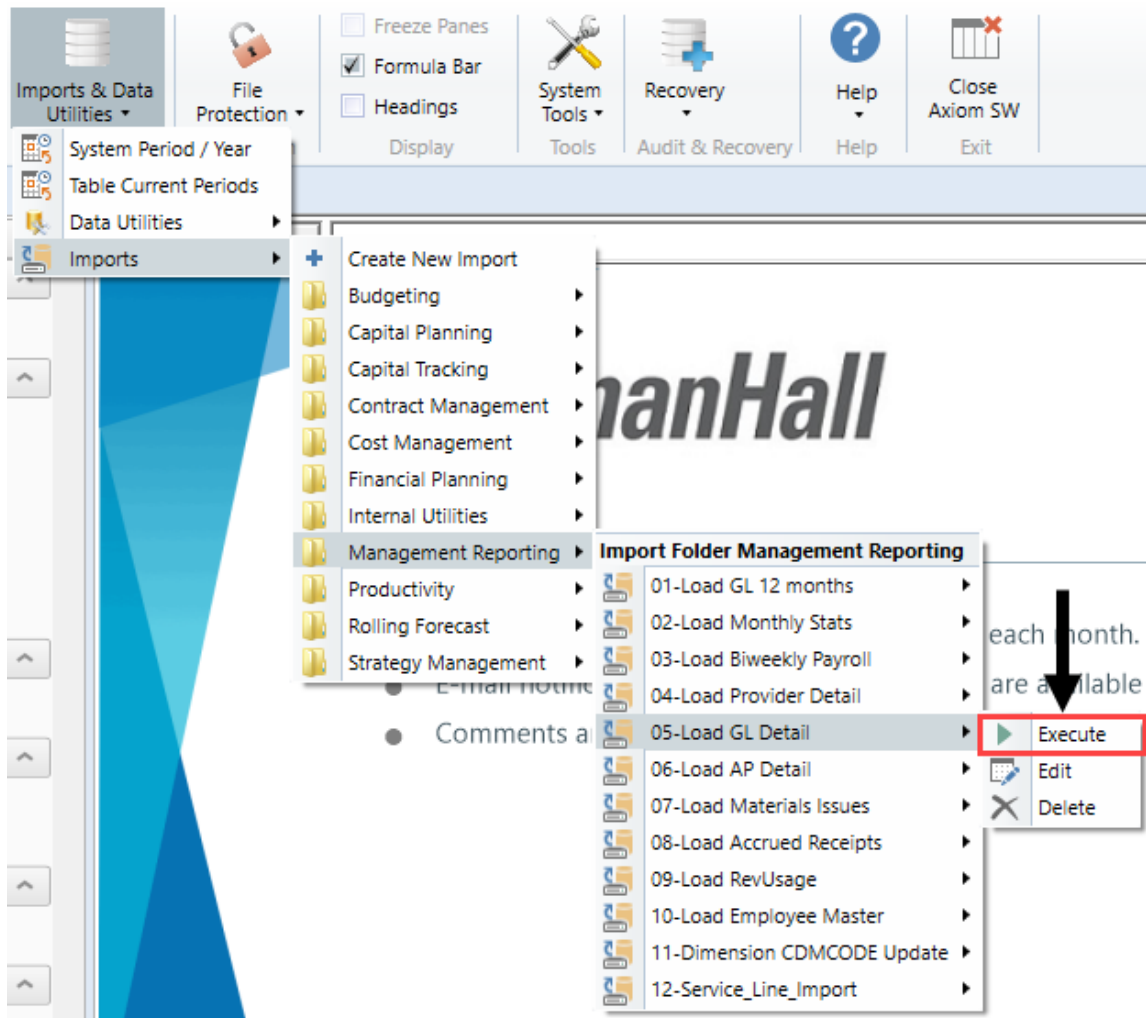 Imports & Data
Utilities
File
Protection
Freeze Panes
Formula Bar
Headings
Display
System
Tools
Tools
Recovery
Audit & Recovery
Help
Help
Close
Axiom SW
Exit
System Period / Year
Table Current Periods
Data Utilities
Imports
Create New Import
Budgeting
Capital Planning
Capital Tracking
Contract Management
Cost Management
Financial Planning
Internal Utilities
Management Reporting
Productivity
Rolling Forecast
Strategy Management
manHall
Import Folder Management Reporting
01-Load GL 12 months
02-Load Monthly Stats
03-Load Biweekly Payroll
04-Load Provider Detail
05-Load GL Detail
06-Load AP Detail
07-Load Materials Issues
08-Load Accrued Receipts
09-Load RevUsage
10-Load Employee Master
11-Dimension CDMCODE Update
12-Service_Line_Import
Execute
Edit
Delete
each month.
are available
E-mail
Comments